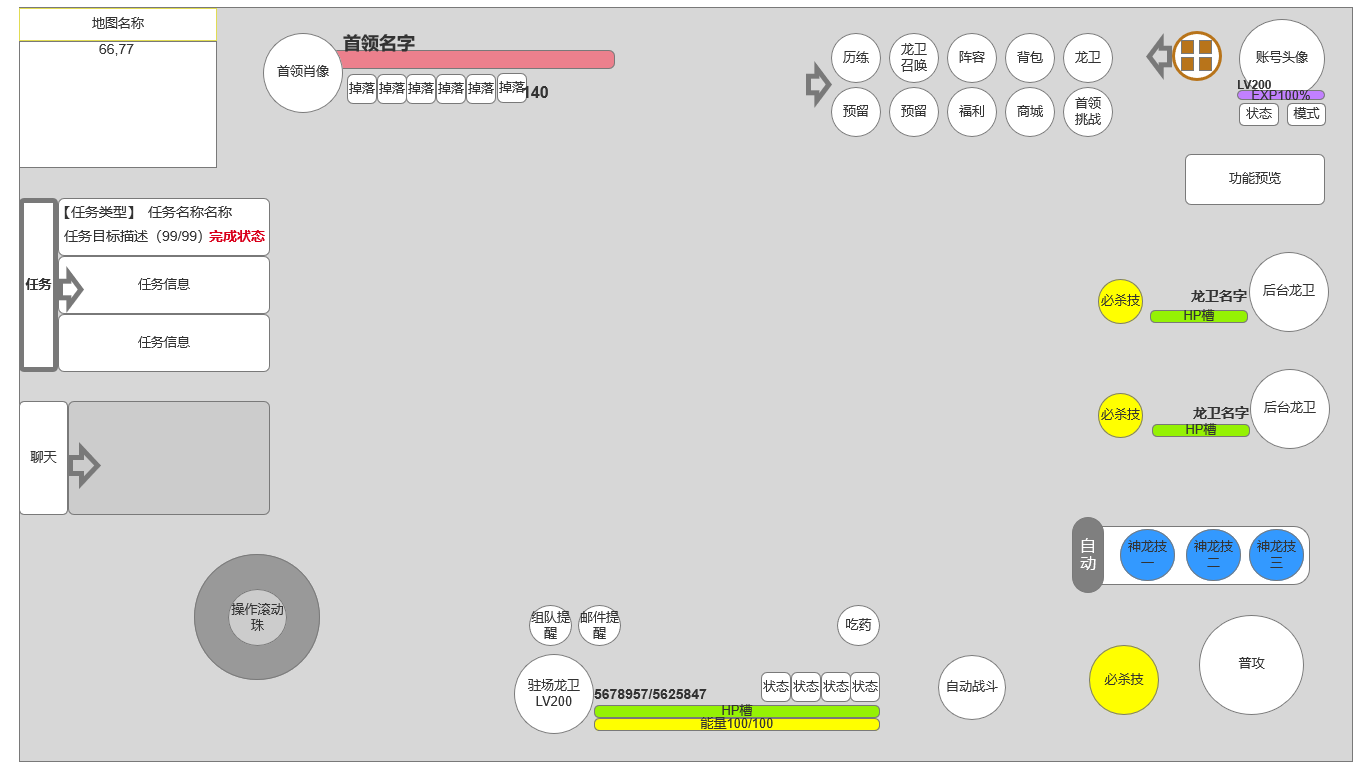 地图名称
66,77
首领肖像
首领名字
掉落
掉落
掉落
掉落
掉落
掉落
140
历练
龙卫
召唤
阵容
背包
龙卫
预留
预留
福利
商城
首领
挑战
账号头像
LV200
EXP100%
状态
模式
功能预览
任务
【任务类型】 任务名称名称
任务目标描述（99/99）完成状态
任务信息
任务信息
必杀技
龙卫名字
HP槽
后台龙卫
必杀技
龙卫名字
HP槽
后台龙卫
聊天
自
动
神龙技
一
神龙技
二
神龙技
三
操作滚动
珠
组队提
醒
邮件提
醒
吃药
驻场龙卫
LV200
5678957/5625847
状态
状态
状态
状态
HP槽
能量100/100
自动战斗
必杀技
普攻